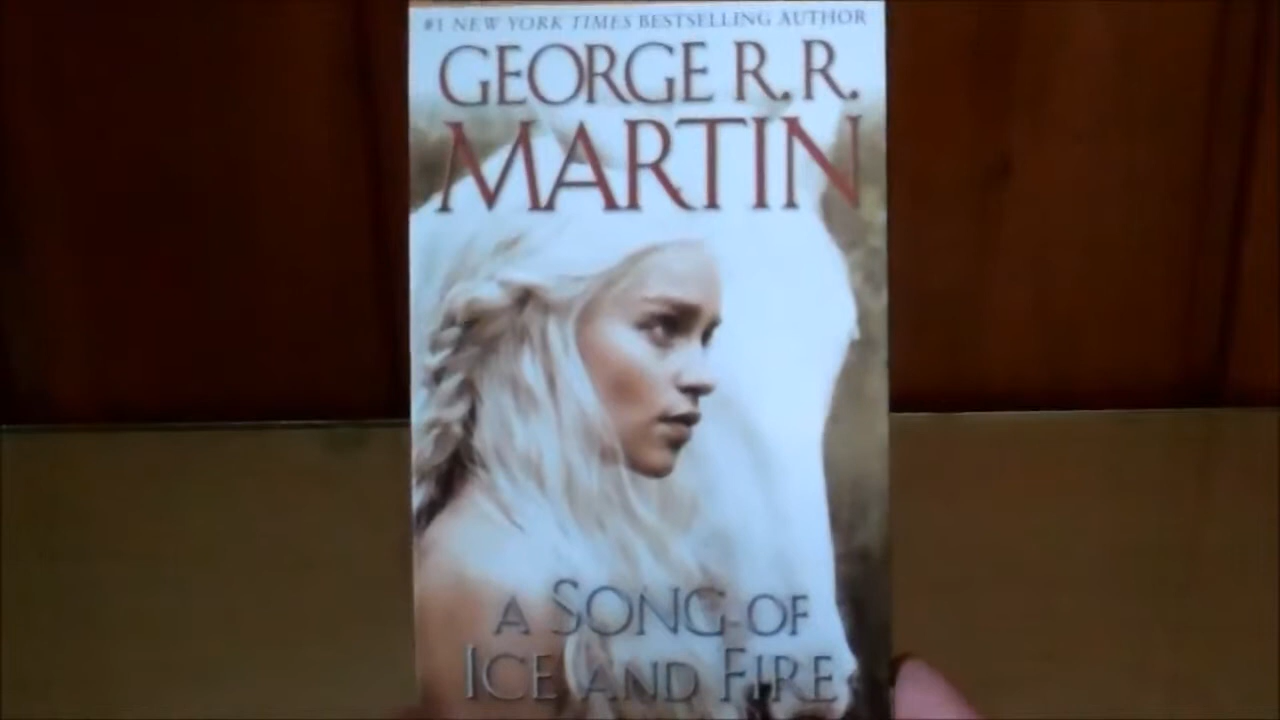 #1 NEW YORK TIMES BESTSELLING AUTHOR
GEORGE R. R.
MARTIN
A SONG OF
ICE AND FIRE